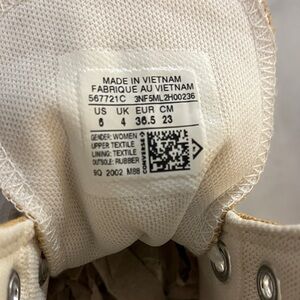 MADE IN VIETNAM
FABRIQUE AU VIETNAM
567721C 3NF5ML2H00236
US UK EUR CM
6 4 36.5 23
GENDER: WOMEN
UPPER: TEXTILE
LINING: TEXTILE
OUTSOLE: RUBBER
9Q 2002 M88